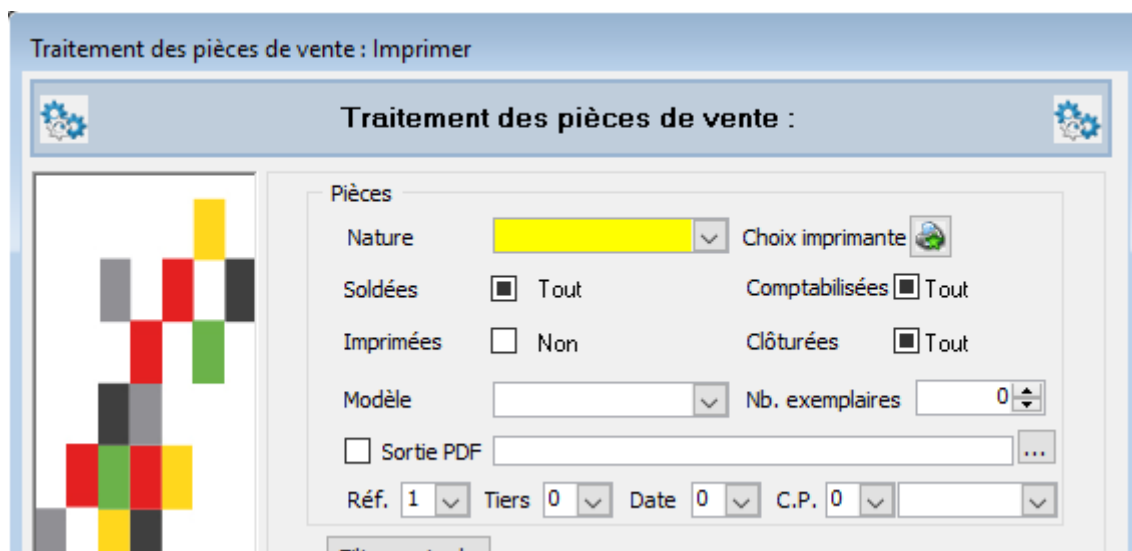 Traitement des pièces de vente : Imprimer
Traitement des pièces de vente :
Pièces
Nature Choix imprimante
Soldées Tout Comptabilisées Tout
Imprimées Non Clôturées Tout
Modèle Nb. exemplaires 0
Sortie PDF ...
Réf. 1 Tiers 0 Date 0 C.P. 0